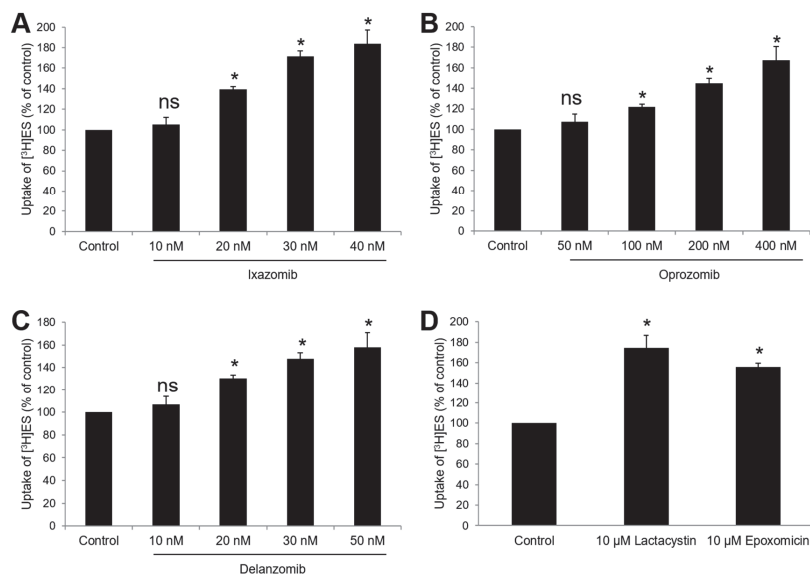 A
Uptake of [³H]ES (% of control)
200
180
160
140
120
100
80
60
40
20
0
ns
*
*
*
Control
10 nM
20 nM
30 nM
40 nM
Ixazomib
B
Uptake of [³H]ES (% of control)
200
180
160
140
120
100
80
60
40
20
0
ns
*
*
*
Control
50 nM
100 nM
200 nM
400 nM
Oprozomib
C
Uptake of [³H]ES (% of control)
180
160
140
120
100
80
60
40
20
0
ns
*
*
*
Control
10 nM
20 nM
30 nM
50 nM
Delanzomib
D
Uptake of [³H]ES (% of control)
200
180
160
140
120
100
80
60
40
20
0
*
*
Control
10 µM Lactacystin
10 µM Epoxomicin